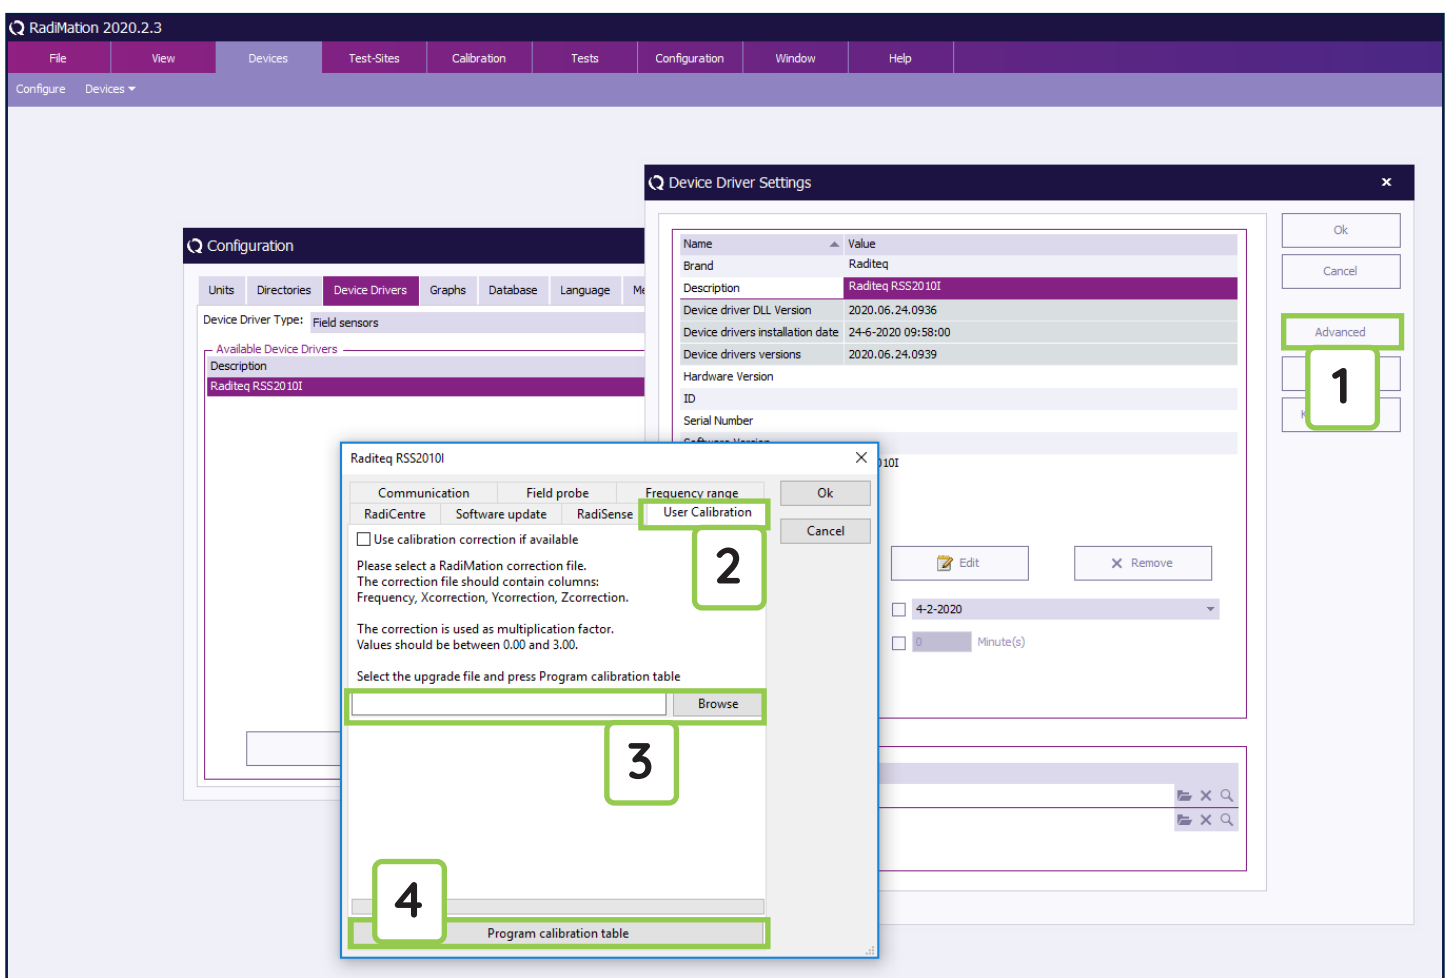 RadiMation 2020.2.3
File View Devices Test-Sites Calibration Tests Configuration Window Help
Configure Devices
Device Driver Settings x
Name Value
Brand Raditeq
Description Raditeq RSS2010I
Device driver DLL Version 2020.06.24.0936
Device drivers installation date 24-6-2020 09:58:00
Device drivers versions 2020.06.24.0939
Hardware Version
ID
Serial Number
Software Version
010I
Ok
Cancel
Advanced
1
K
Edit Remove
4-2-2020
0 Minute(s)
Configuration
Units Directories Device Drivers Graphs Database Language Me
Device Driver Type: Field sensors
Available Device Drivers
Description
Raditeq RSS2010I
Raditeq RSS2010I
Communication Field probe Frequency range
RadiCentre Software update RadiSense User Calibration
Ok
Cancel
2
Use calibration correction if available
Please select a RadiMation correction file.
The correction file should contain columns:
Frequency, Xcorrection, Ycorrection, Zcorrection.
The correction is used as multiplication factor.
Values should be between 0.00 and 3.00.
Select the upgrade file and press Program calibration table
Browse
3
4
Program calibration table